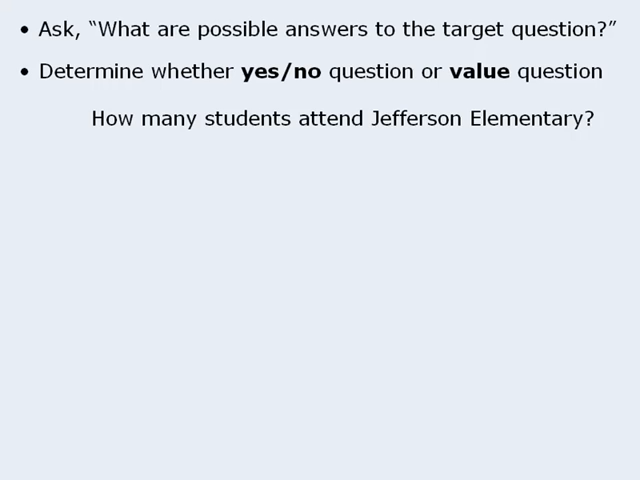 • Ask, “What are possible answers to the target question?”
• Determine whether yes/no question or value question
How many students attend Jefferson Elementary?